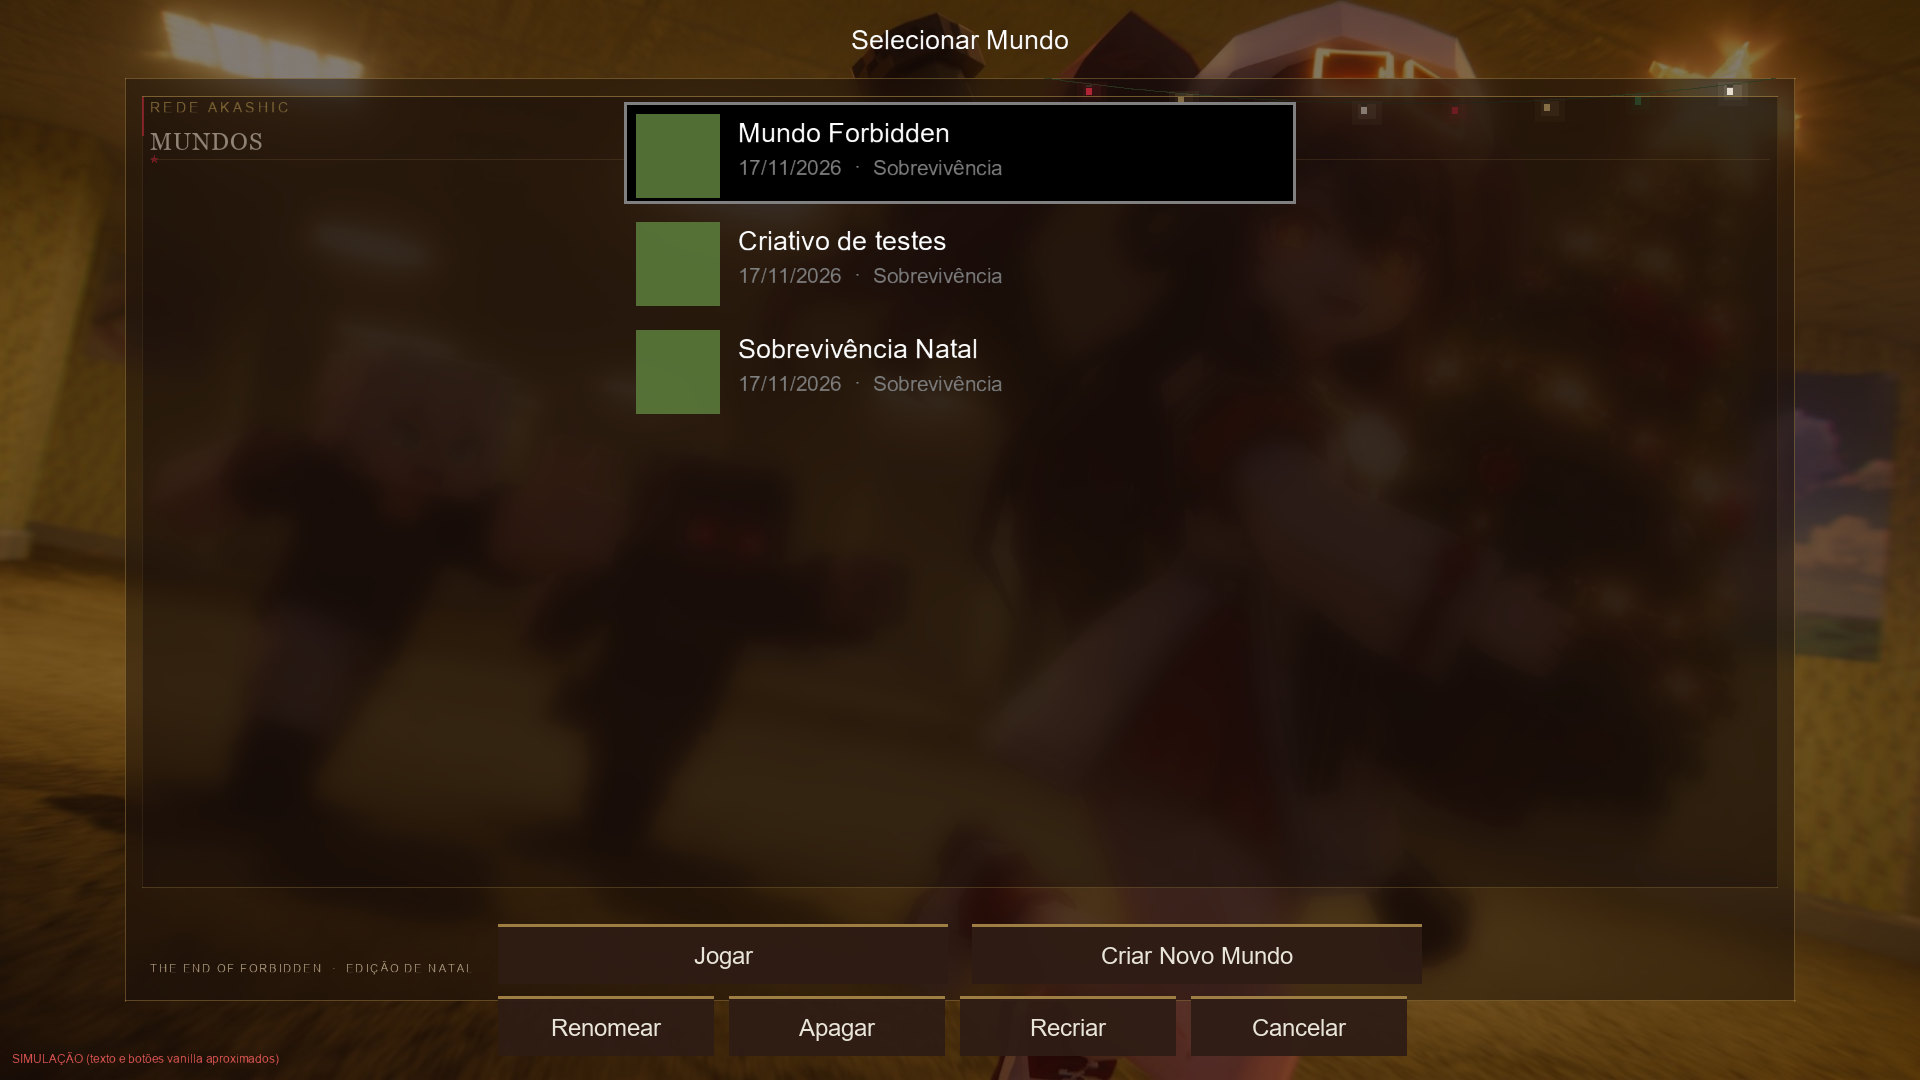 Selecionar Mundo
REDE AKASHIC
MUNDOS
*
Mundo Forbidden
17/11/2026 · Sobrevivência
Criativo de testes
17/11/2026 · Sobrevivência
Sobrevivência Natal
17/11/2026 · Sobrevivência
Jogar
Criar Novo Mundo
THE END OF FORBIDDEN · EDIÇÃO DE NATAL
Renomear
Apagar
Recriar
Cancelar
SIMULAÇÃO (texto e botões vanilla aproximados)